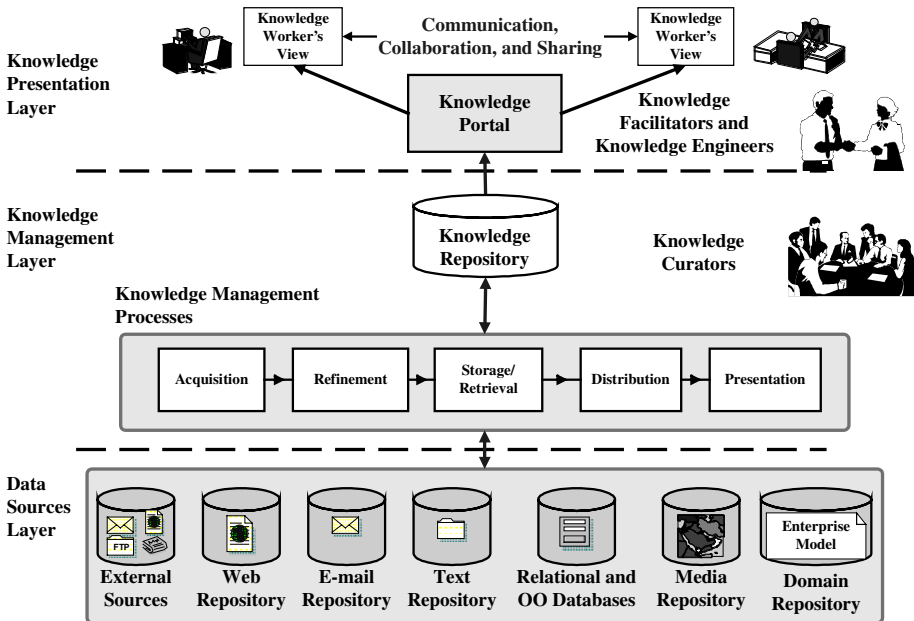 Knowledge
Worker's
View
Communication,
Collaboration, and Sharing
Knowledge
Worker's
View
Knowledge
Presentation
Layer
Knowledge
Portal
Knowledge
Facilitators and
Knowledge Engineers
Knowledge
Management
Layer
Knowledge
Repository
Knowledge
Curators
Knowledge Management
Processes
Acquisition
Refinement
Storage/
Retrieval
Distribution
Presentation
Data
Sources
Layer
FTP
Enterprise
Model
External
Sources
Web
Repository
E-mail
Repository
Text
Repository
Relational and
OO Databases
Media
Repository
Domain
Repository